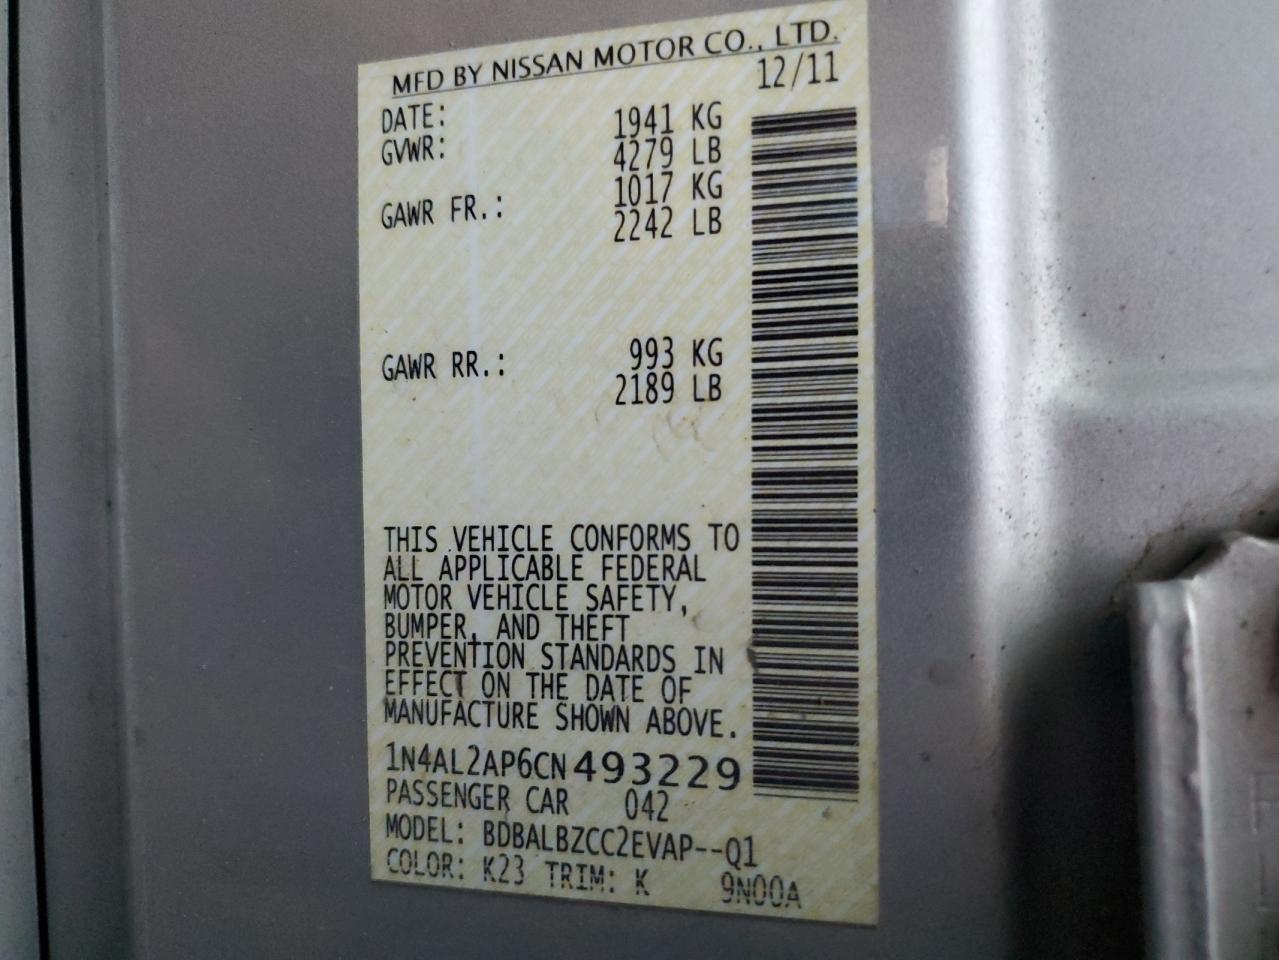 MFD BY NISSAN MOTOR CO., LTD.
DATE: 12/11
GVWR: 1941 KG
4279 LB
GAWR FR.: 1017 KG
2242 LB
GAWR RR.: 993 KG
2189 LB
THIS VEHICLE CONFORMS TO
ALL APPLICABLE FEDERAL
MOTOR VEHICLE SAFETY,
BUMPER, AND THEFT
PREVENTION STANDARDS IN
EFFECT ON THE DATE OF
MANUFACTURE SHOWN ABOVE.
1N4AL2AP6CN493229
PASSENGER CAR 042
MODEL: BDBALBZCC2EVAP--Q1
COLOR: K23 TRIM: K 9N00A